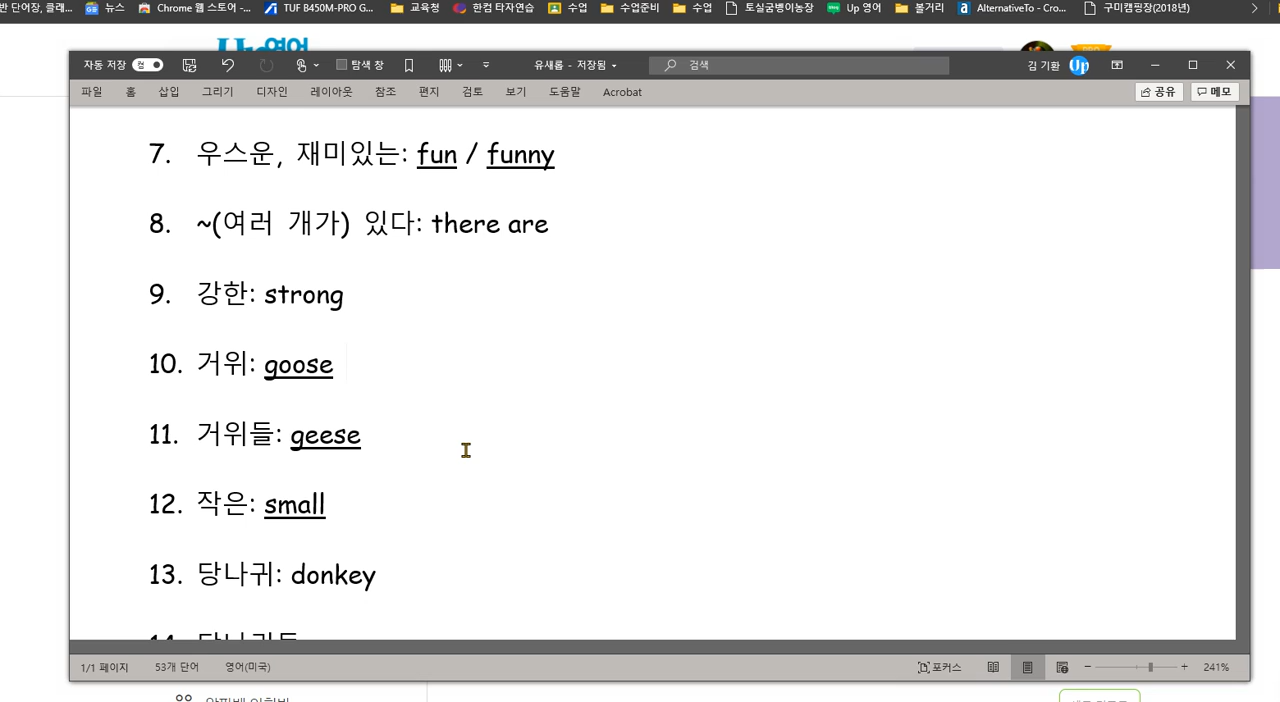 반 단어장, 클래... 뉴스 Chrome 웹 스토어 -... TUF B450M-PRO G... 교육청 한컴 타자연습 수업 수업준비 수업 토실굼벵이농장 Up 영어 볼거리 AlternativeTo - Cro... 구미캠핑장(2018년)
자동 저장 유새롬 - 저장됨 검색 김 기환 Up
파일 홈 삽입 그리기 디자인 레이아웃 참조 편지 검토 보기 도움말 Acrobat 공유 메모
7. 우스운, 재미있는: fun / funny
8. ~(여러 개가) 있다: there are
9. 강한: strong
10. 거위: goose
11. 거위들: geese
12. 작은: small
13. 당나귀: donkey
1/1 페이지 53개 단어 영어(미국) 포커스 241%